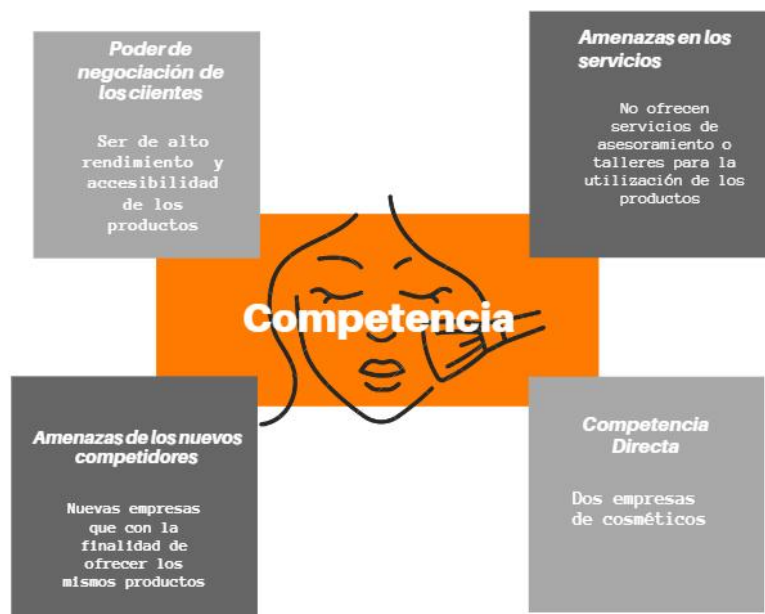 Poder de
negociación de
los ciientes
Ser de alto
rendimiento y
accesibilidad
de los
productos
Amenazas en los
servicios
No ofrecen
servicios de
asesoramiento o
talleres para la
utilización de los
productos
Competencia
Amenazas de los nuevos
competidores
Nuevas empresas
que con la
finalidad de
ofrecer los
mismos productos
Competencia
Directa
Dos empresas
de cosméticos